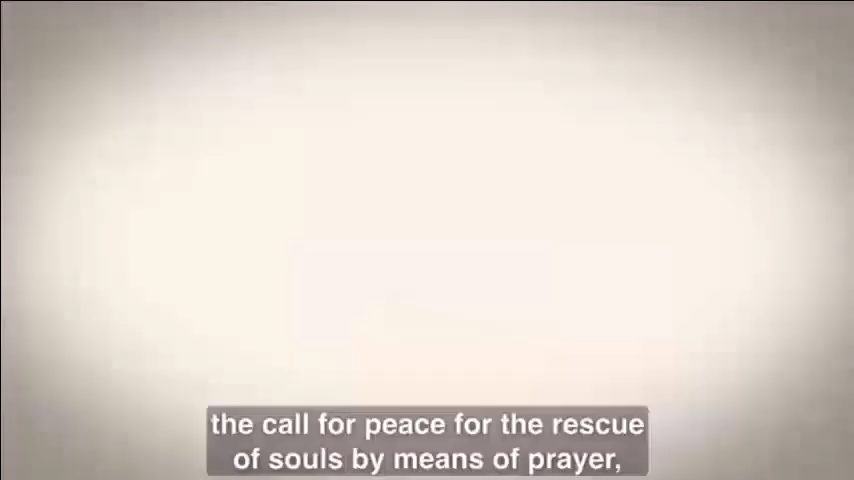 the call for peace for the rescue
of souls by means of prayer,